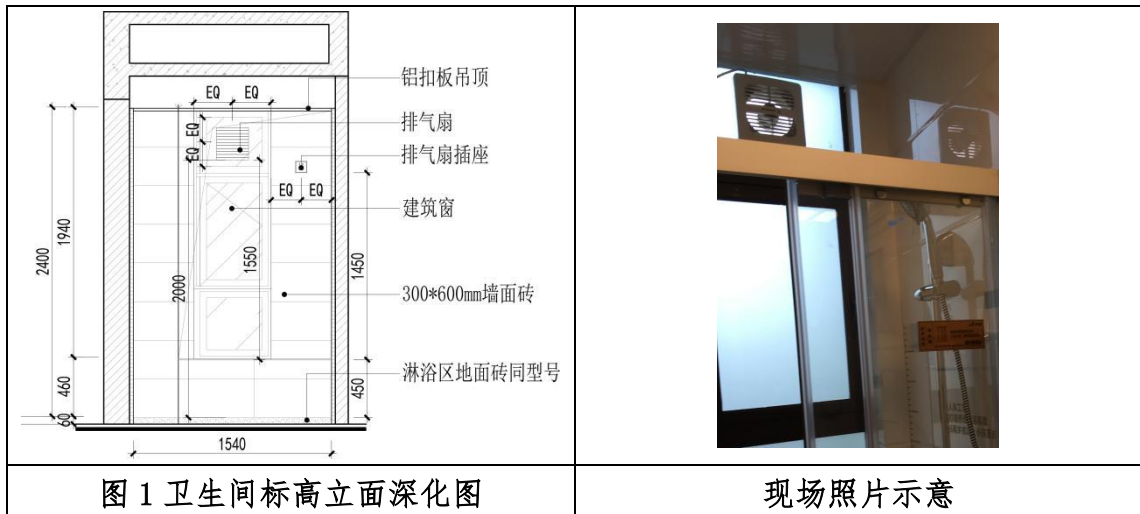 EQ EQ
铝扣板吊顶
EQ
排气扇
排气扇插座
EQ EQ
建筑窗
2400
1940
2000
1550
1450
300*600mm墙面砖
460
450
淋浴区地面砖同型号
60
1540
图1卫生间标高立面深化图
现场照片示意